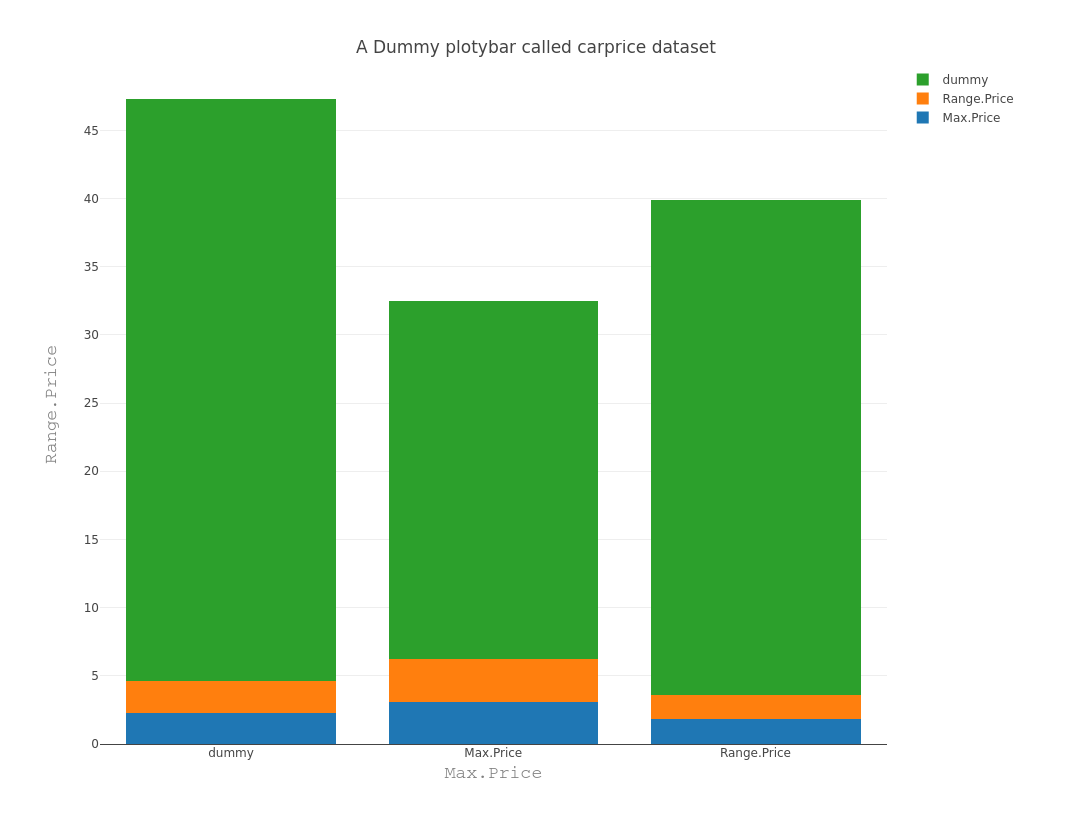 A Dummy plotybar called carprice dataset
dummy
Range.Price
Max.Price
45
40
35
30
25
20
15
10
5
0
Range.Price
dummy Max.Price Range.Price
Max.Price